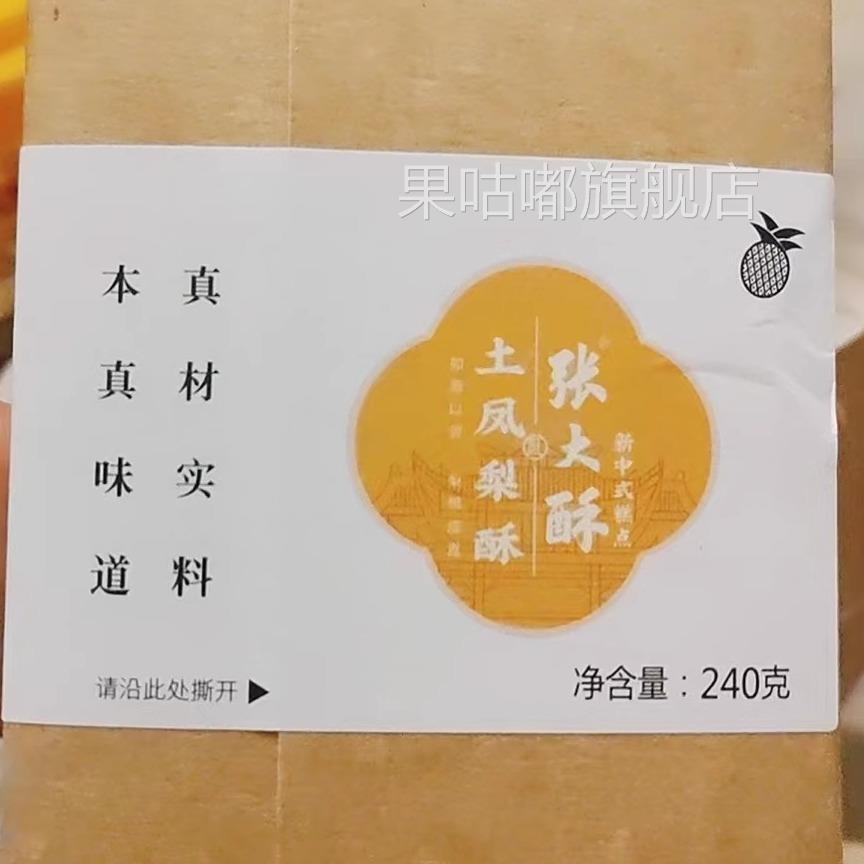 果咕嘟旗舰店
真材实料
本真味道
张大酥
新中式糕点
土凤梨酥
请沿此处撕开
净含量：240克